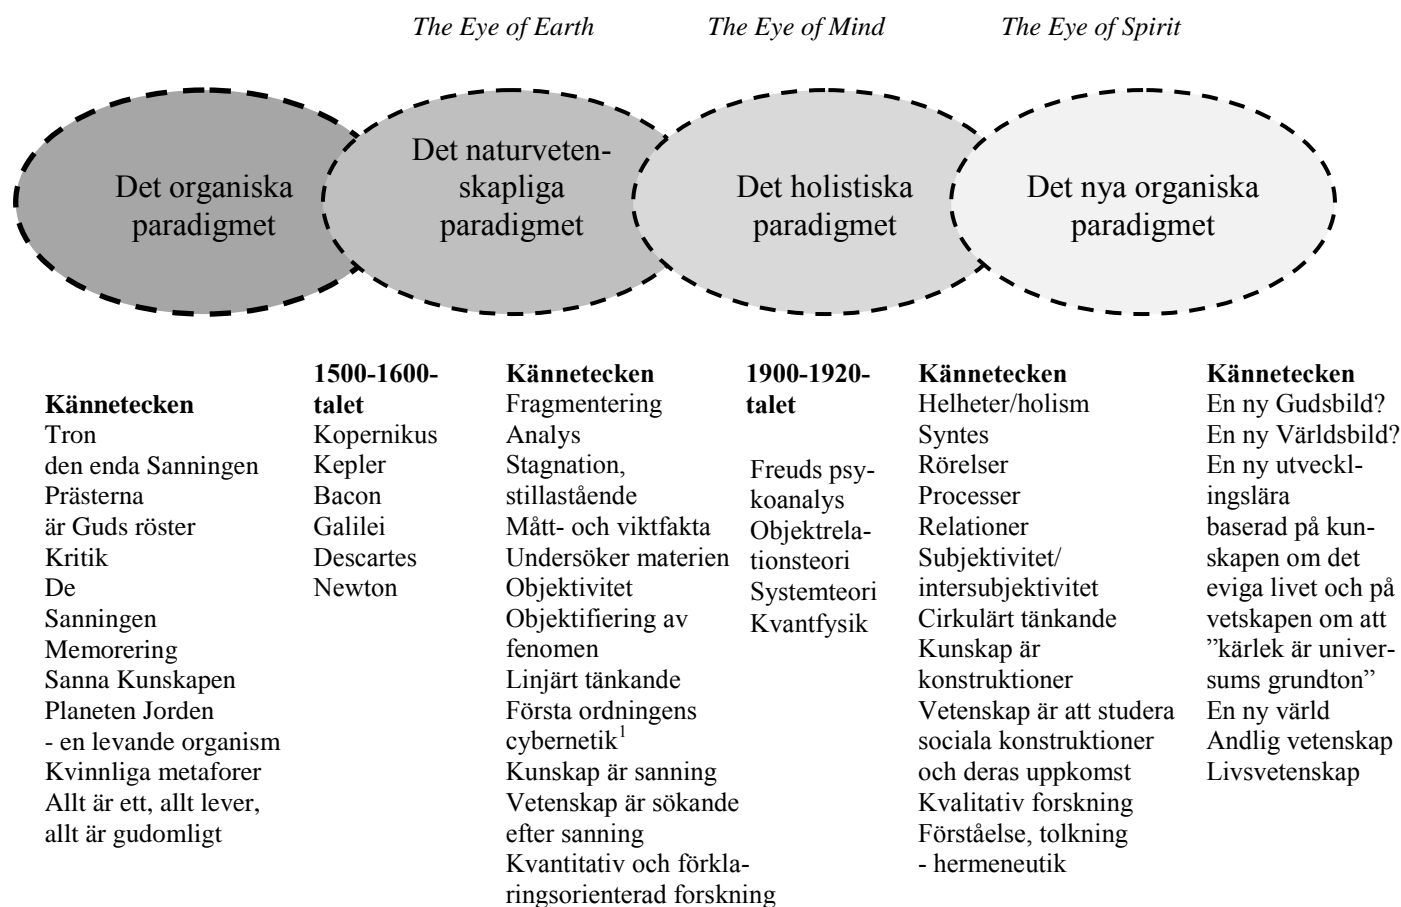 The Eye of Earth
The Eye of Mind
The Eye of Spirit
Det organiska
paradigmet
Det naturveten-
skapliga
paradigmet
Det holistiska
paradigmet
Det nya organiska
paradigmet
Kännetecken
Tron
den enda Sanningen
Prästerna
är Guds röster
Kritik
De
Sanningen
Memorering
Sanna Kunskapen
Planeten Jorden
- en levande organism
Kvinnliga metaforer
Allt är ett, allt lever,
allt är gudomligt
1500-1600-
talet
Kopernikus
Kepler
Bacon
Galilei
Descartes
Newton
Kännetecken
Fragmentering
Analys
Stagnation,
stillastående
Mått- och viktfakta
Undersöker materien
Objektivitet
Objektifiering av
fenomen
Linjärt tänkande
Första ordningens
cybernetik1
Kunskap är sanning
Vetenskap är sökande
efter sanning
Kvantitativ och förkla-
ringsorienterad forskning
1900-1920-
talet
Freuds psy-
koanalys
Objektrela-
tionsteori
Systemteori
Kvantfysik
Kännetecken
Helheter/holism
Syntes
Rörelser
Processer
Relationer
Subjektivitet/
intersubjektivitet
Cirkulärt tänkande
Kunskap är
konstruktioner
Vetenskap är att studera
sociala konstruktioner
och deras uppkomst
Kvalitativ forskning
Förståelse, tolkning
- hermeneutik
Kännetecken
En ny Gudsbild?
En ny Världsbild?
En ny utveckl-
ingslära
baserad på kun-
skapen om det
eviga livet och på
vetskapen om att
”kärlek är univer-
sums grundton”
En ny värld
Andlig vetenskap
Livsvetenskap